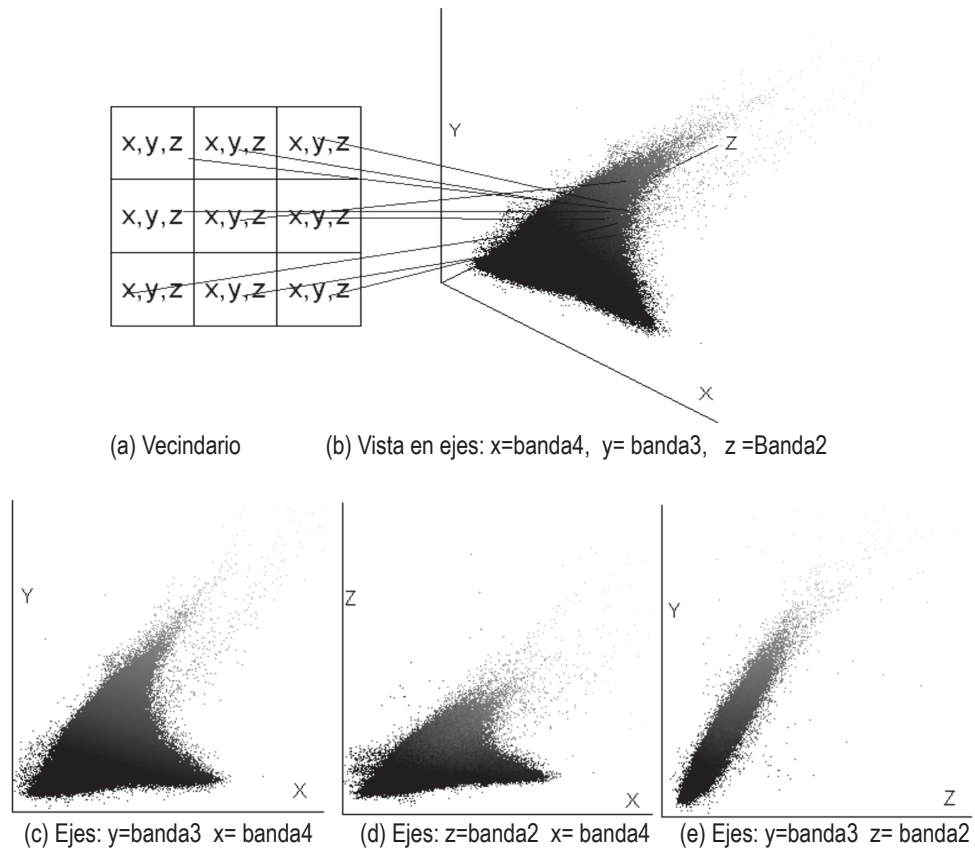 Y
Z
x,y,z x,y,z x,y,z
x,y,z x,y,z x,y,z
x,y,z x,y,z x,y,z
X
(a) Vecindario (b) Vista en ejes: x=banda4, y= banda3, z =Banda2
Y
X
Z
X
Y
Z
(c) Ejes: y=banda3 x= banda4
(d) Ejes: z=banda2 x= banda4
(e) Ejes: y=banda3 z= banda2